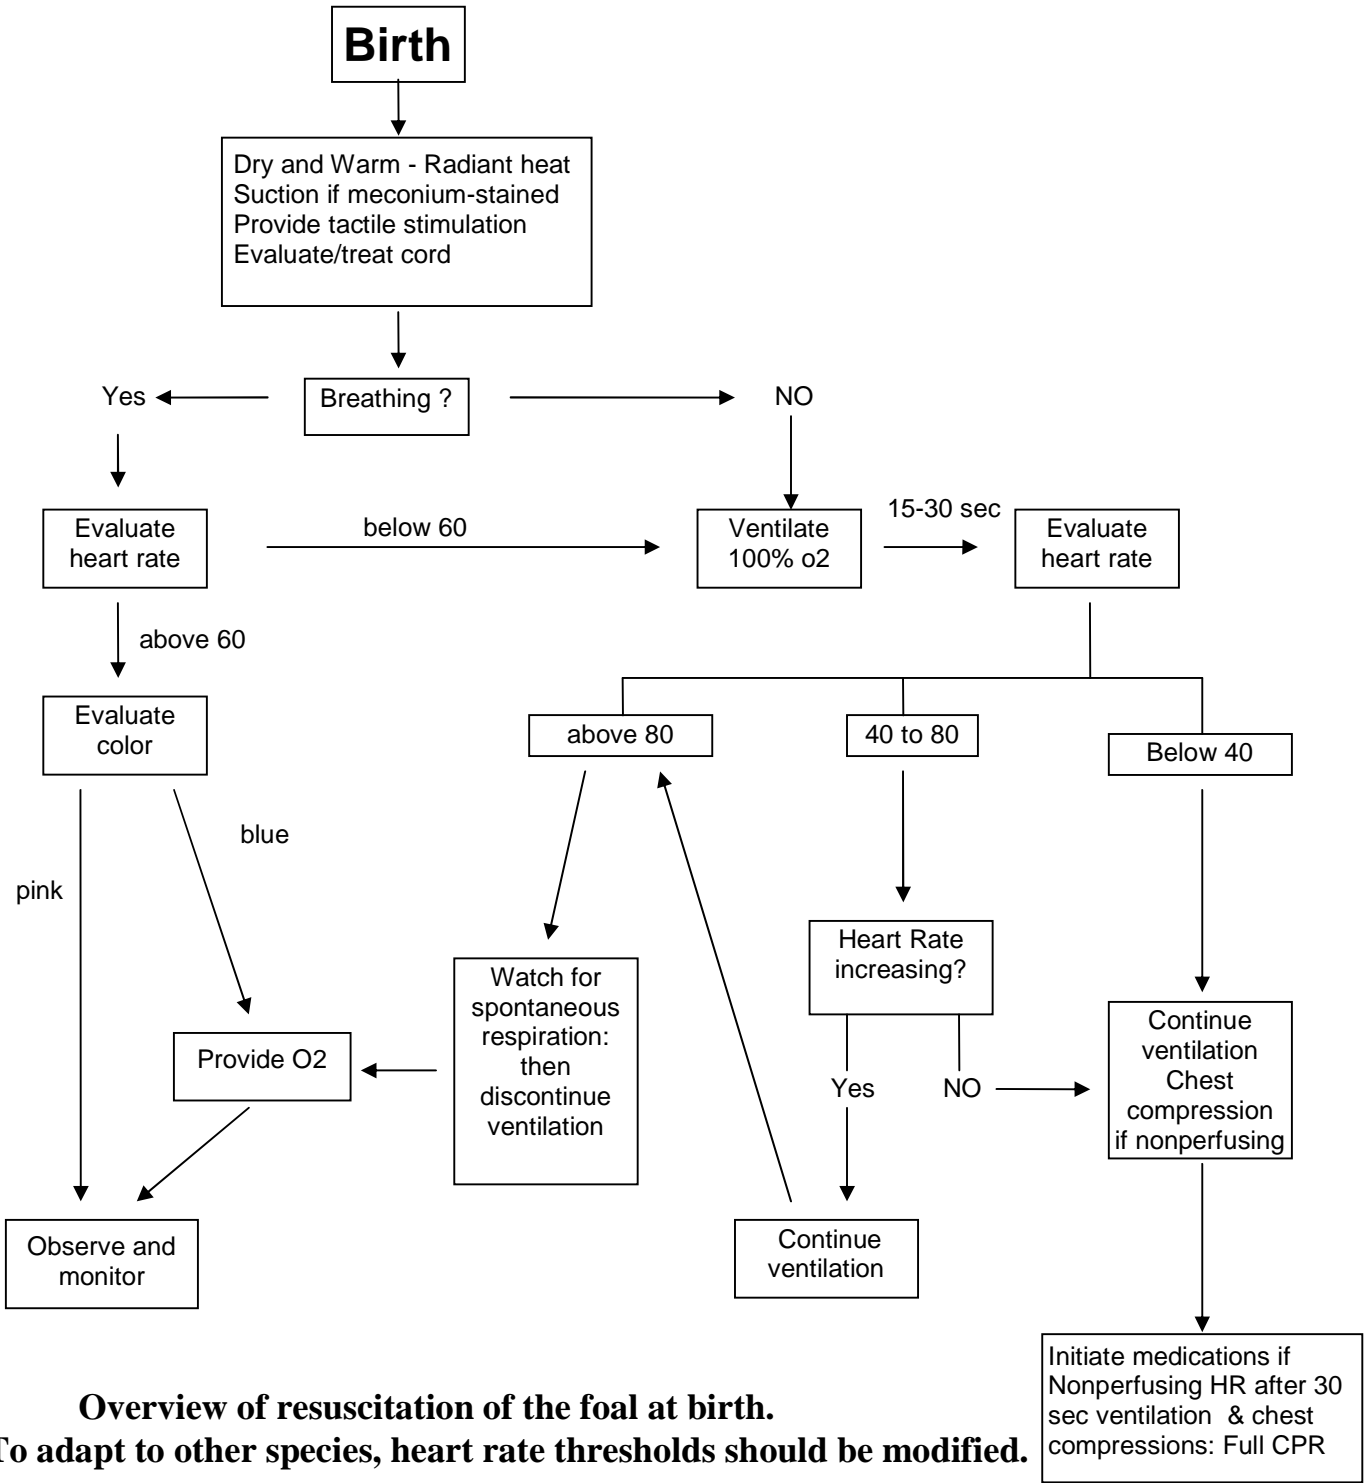 Birth
Dry and Warm - Radiant heat
Suction if meconium-stained
Provide tactile stimulation
Evaluate/treat cord
Yes
Breathing ?
NO
Evaluate
heart rate
below 60
Ventilate
100% o2
15-30 sec
Evaluate
heart rate
above 60
Evaluate
color
above 80
40 to 80
Below 40
blue
pink
Heart Rate
increasing?
Watch for
spontaneous
respiration:
then
discontinue
ventilation
Provide O2
Continue
ventilation
Chest
compression
if nonperfusing
Yes
NO
Observe and
monitor
Continue
ventilation
Initiate medications if
Nonperfusing HR after 30
sec ventilation & chest
compressions: Full CPR
Overview of resuscitation of the foal at birth.
To adapt to other species, heart rate thresholds should be modified.